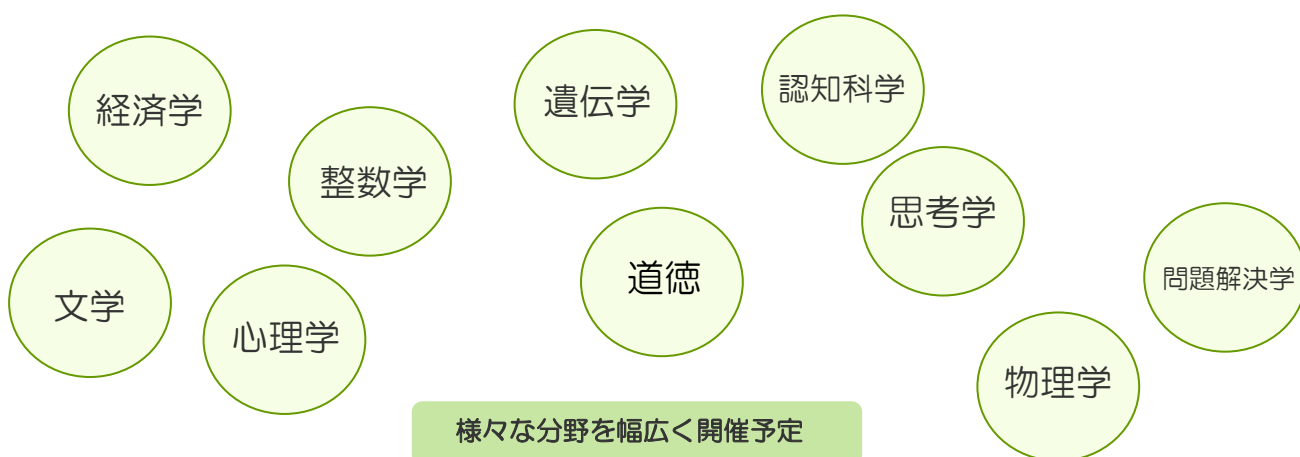 経済学
整数学
遺伝学
認知科学
思考学
道徳
問題解決学
文学
心理学
物理学
様々な分野を幅広く開催予定